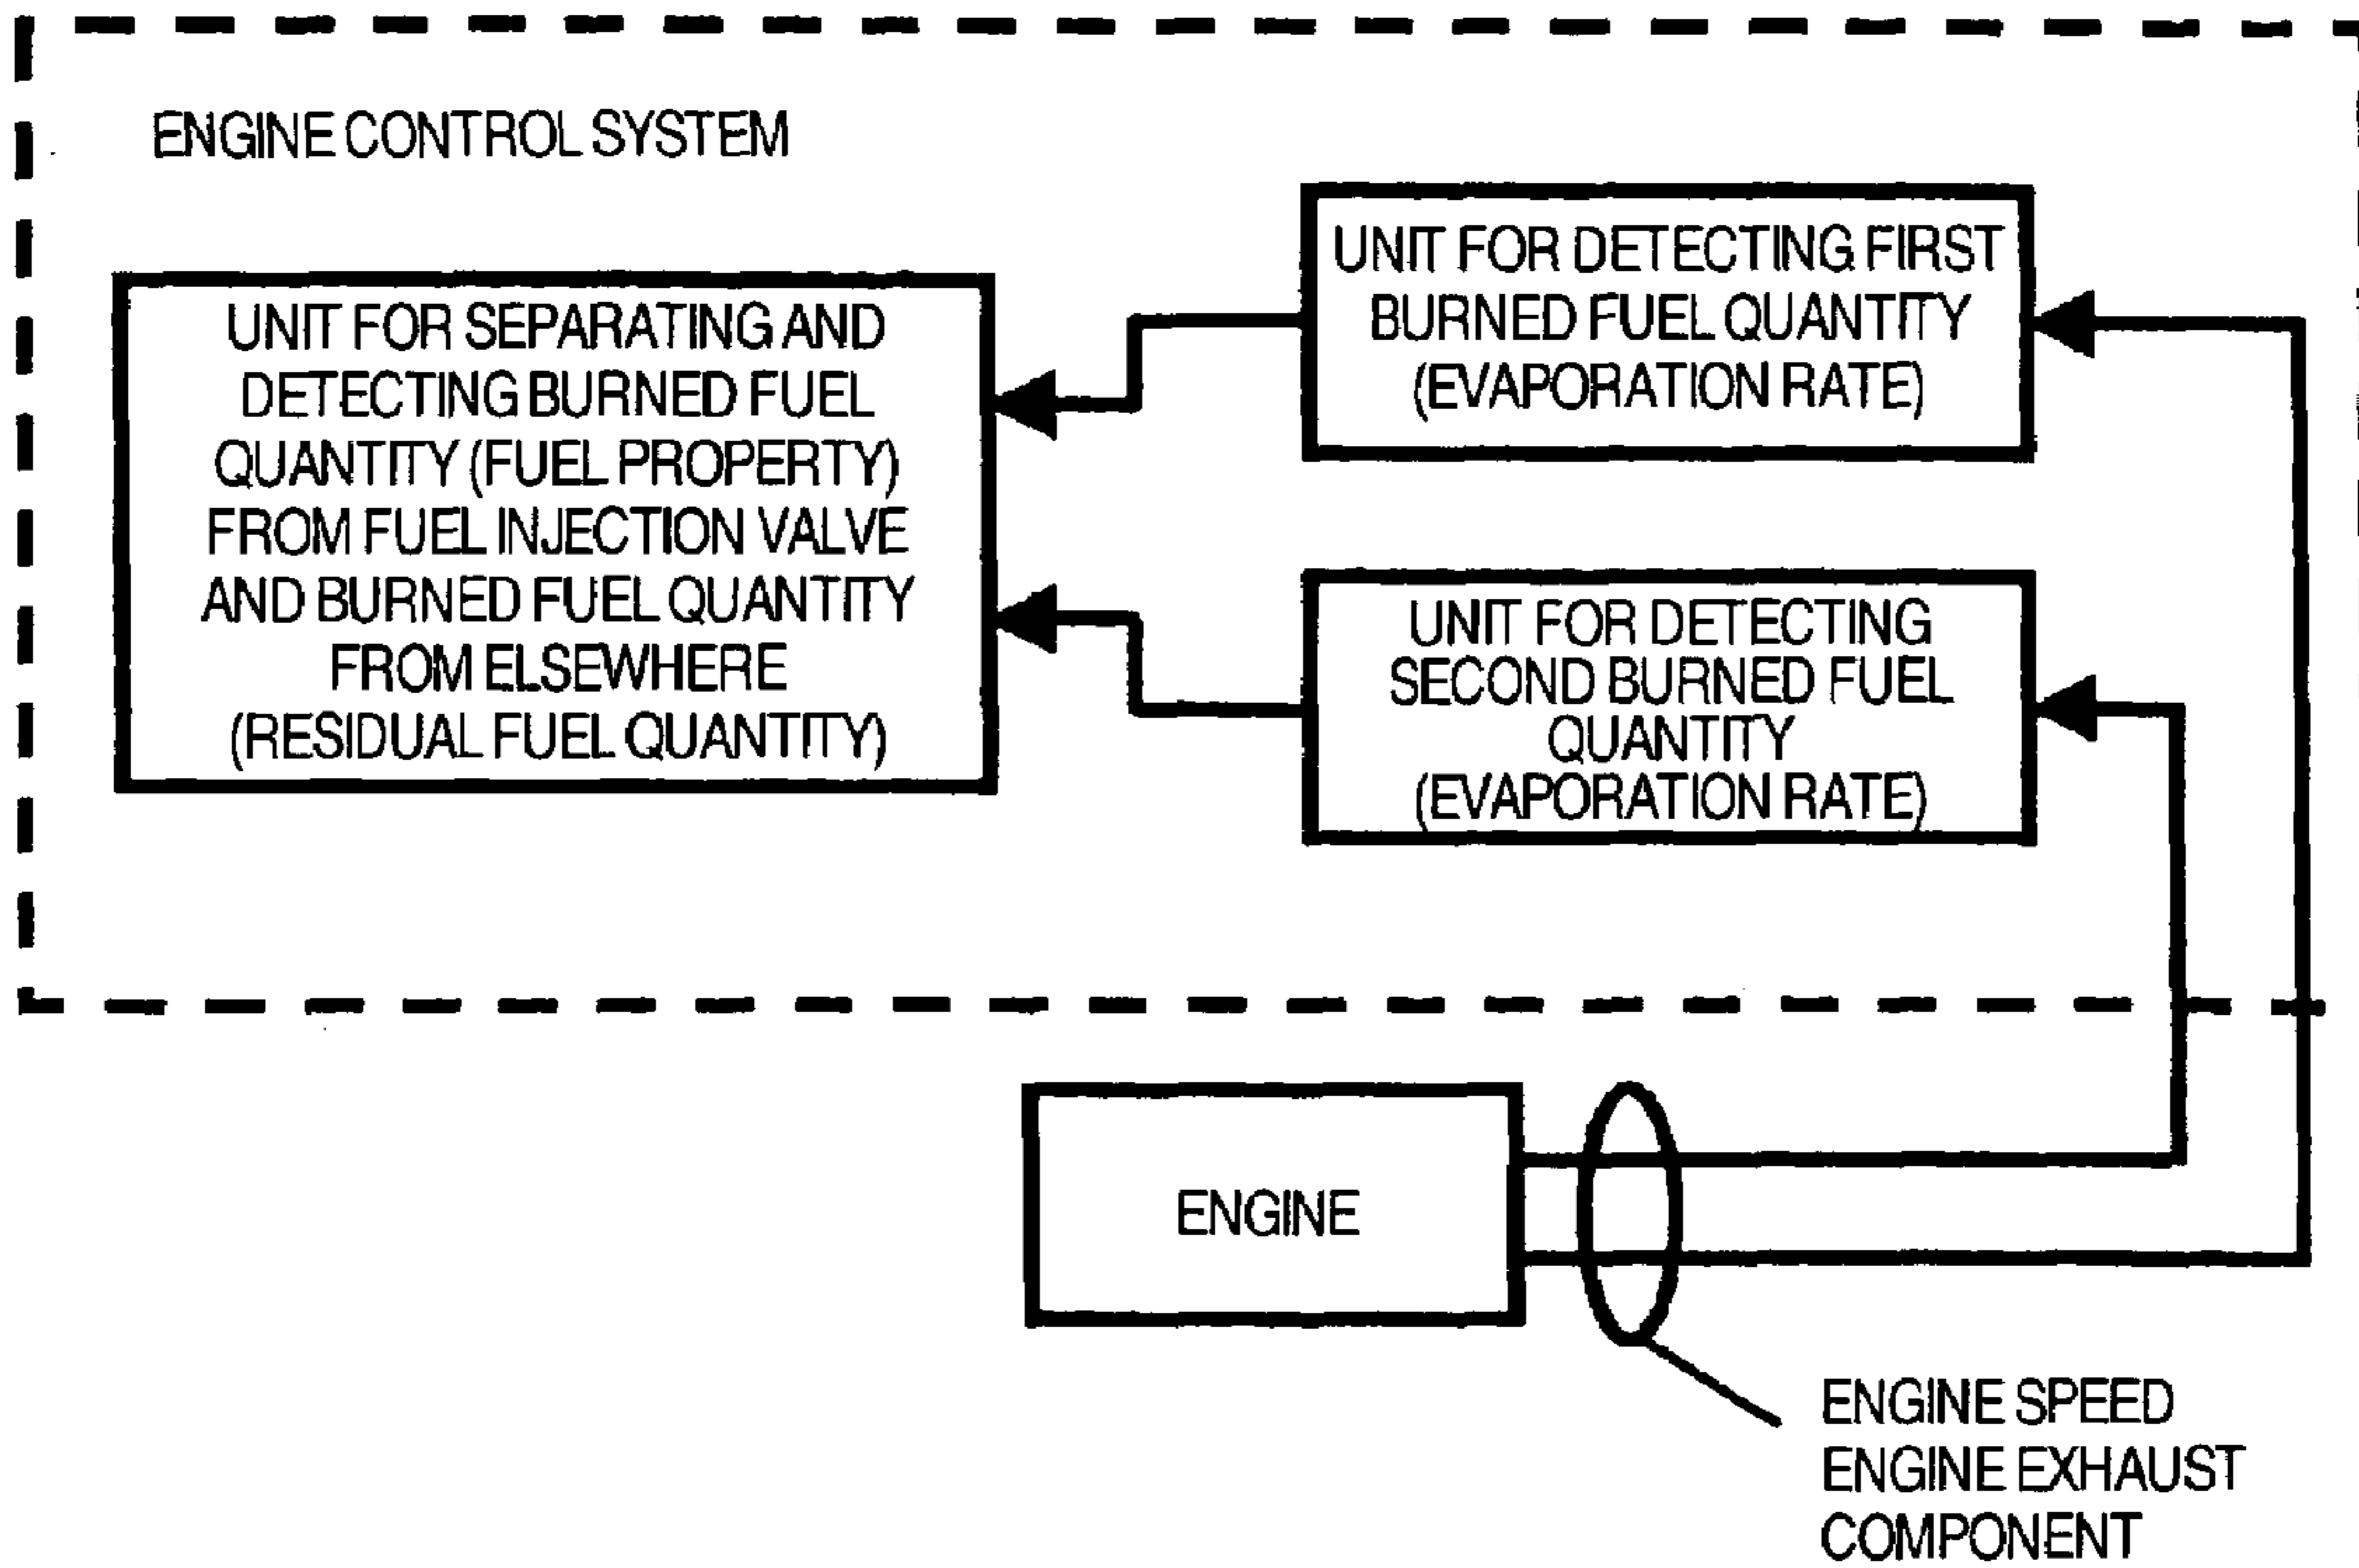 ENGINE CONTROL SYSTEM
UNIT FOR SEPARATING AND
DETECTING BURNED FUEL
QUANTITY (FUEL PROPERTY)
FROM FUEL INJECTION VALVE
AND BURNED FUEL QUANTITY
FROM ELSEWHERE
(RESIDUAL FUEL QUANTITY)
UNIT FOR DETECTING FIRST
BURNED FUEL QUANTITY
(EVAPORATION RATE)
UNIT FOR DETECTING
SECOND BURNED FUEL
QUANTITY
(EVAPORATION RATE)
ENGINE
ENGINE SPEED
ENGINE EXHAUST
COMPONENT